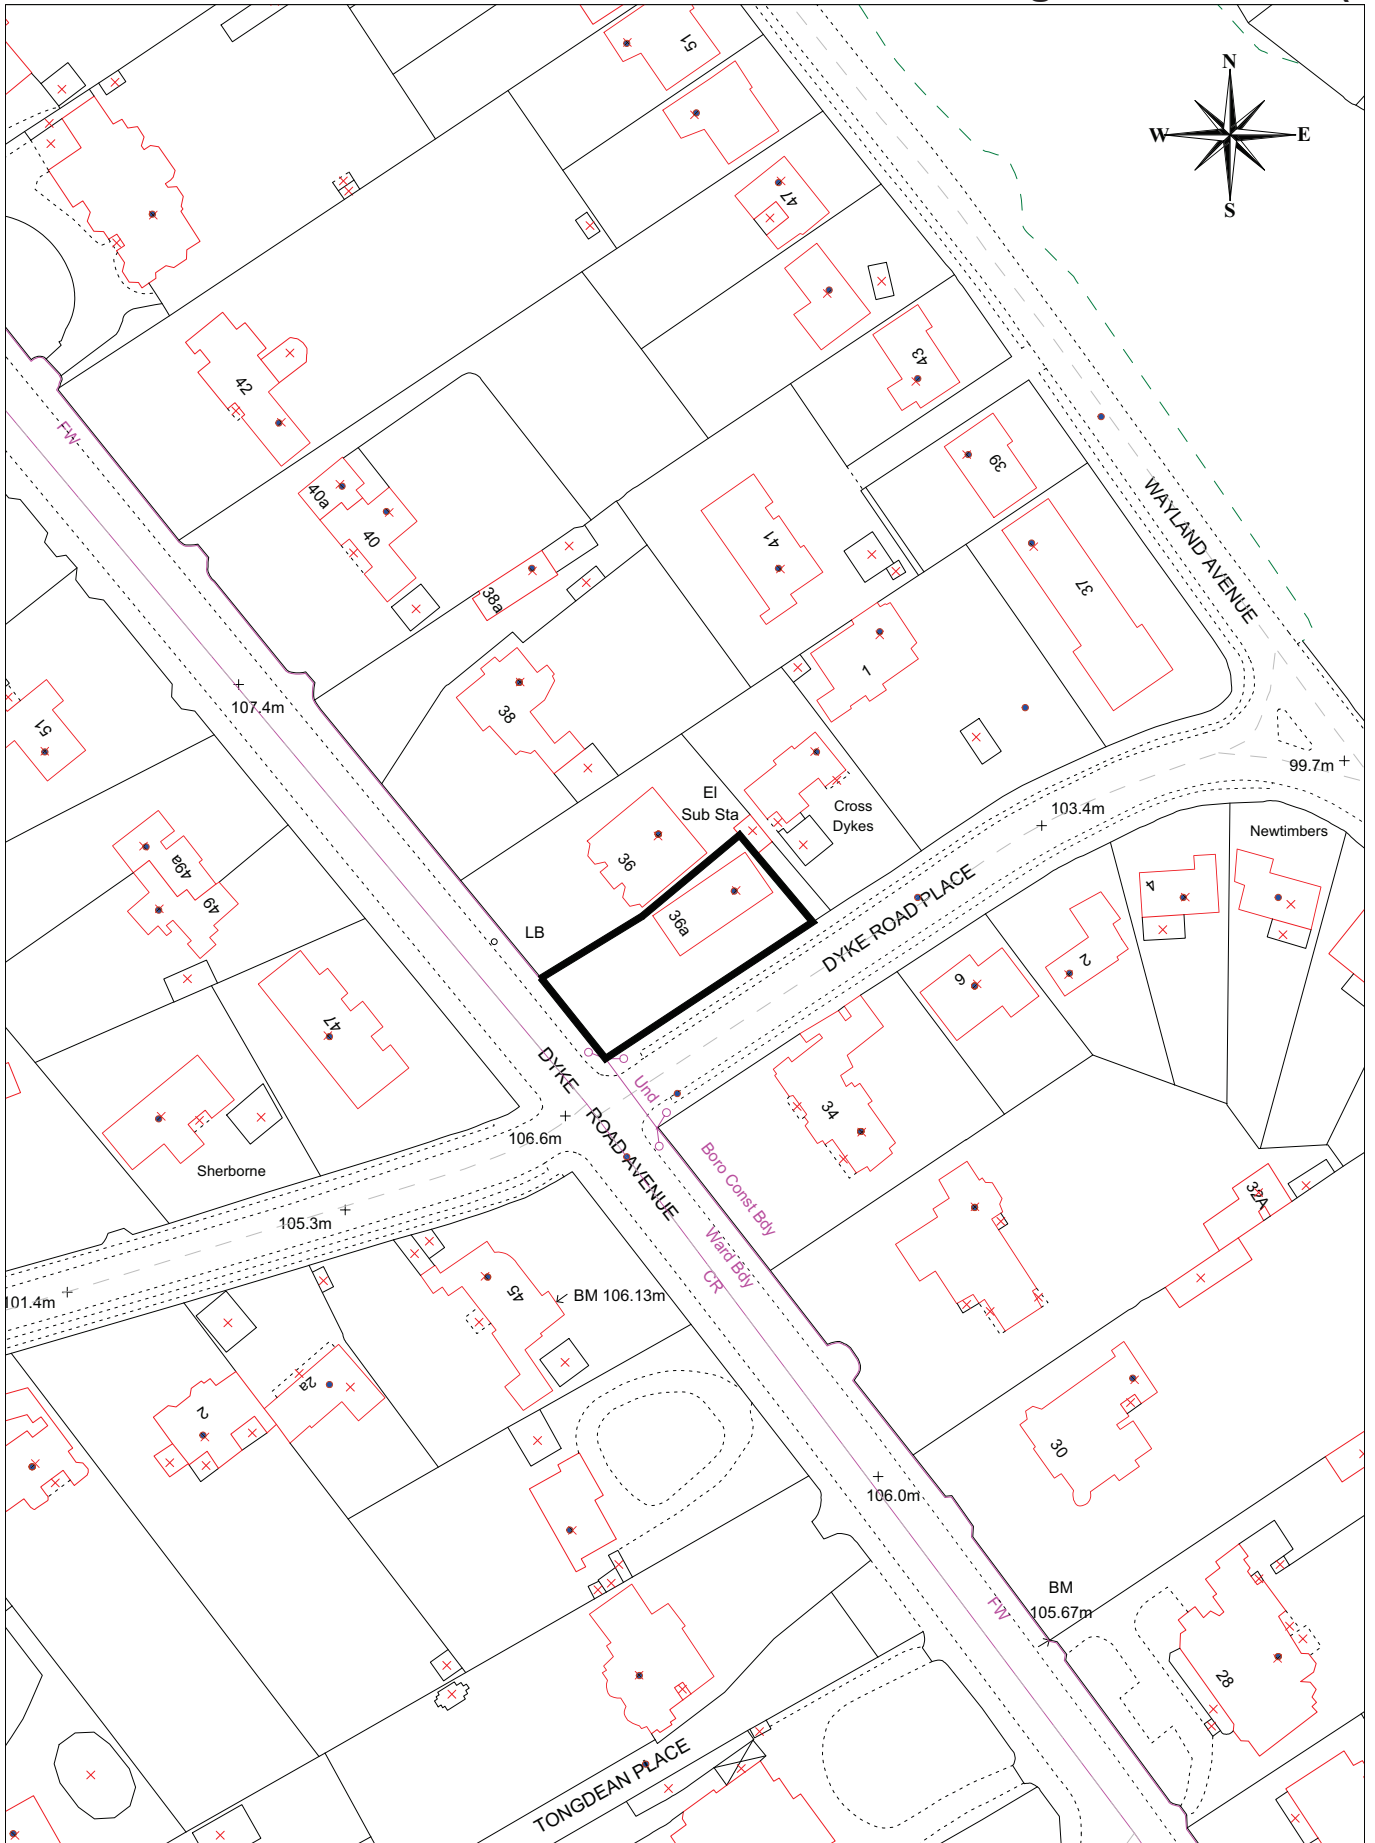 N
W
E
S
51
47
43
42
FW
39
40a
40
41
WAYLAND AVENUE
37
38a
1
38
107.4m
51
99.7m
El
Sub Sta
Cross
Dykes
103.4m
Newtimbers
36
49a
49
4
LB
36a
DYKE ROAD PLACE
2
6
47
DYKE ROAD AVENUE
Und
34
106.6m
Boro Const Bdy
Sherborne
32A
105.3m
Ward Bdy
CR
101.4m
45
BM 106.13m
2a
2
30
106.0m
BM
105.67m
FW
28
TONGDEAN PLACE